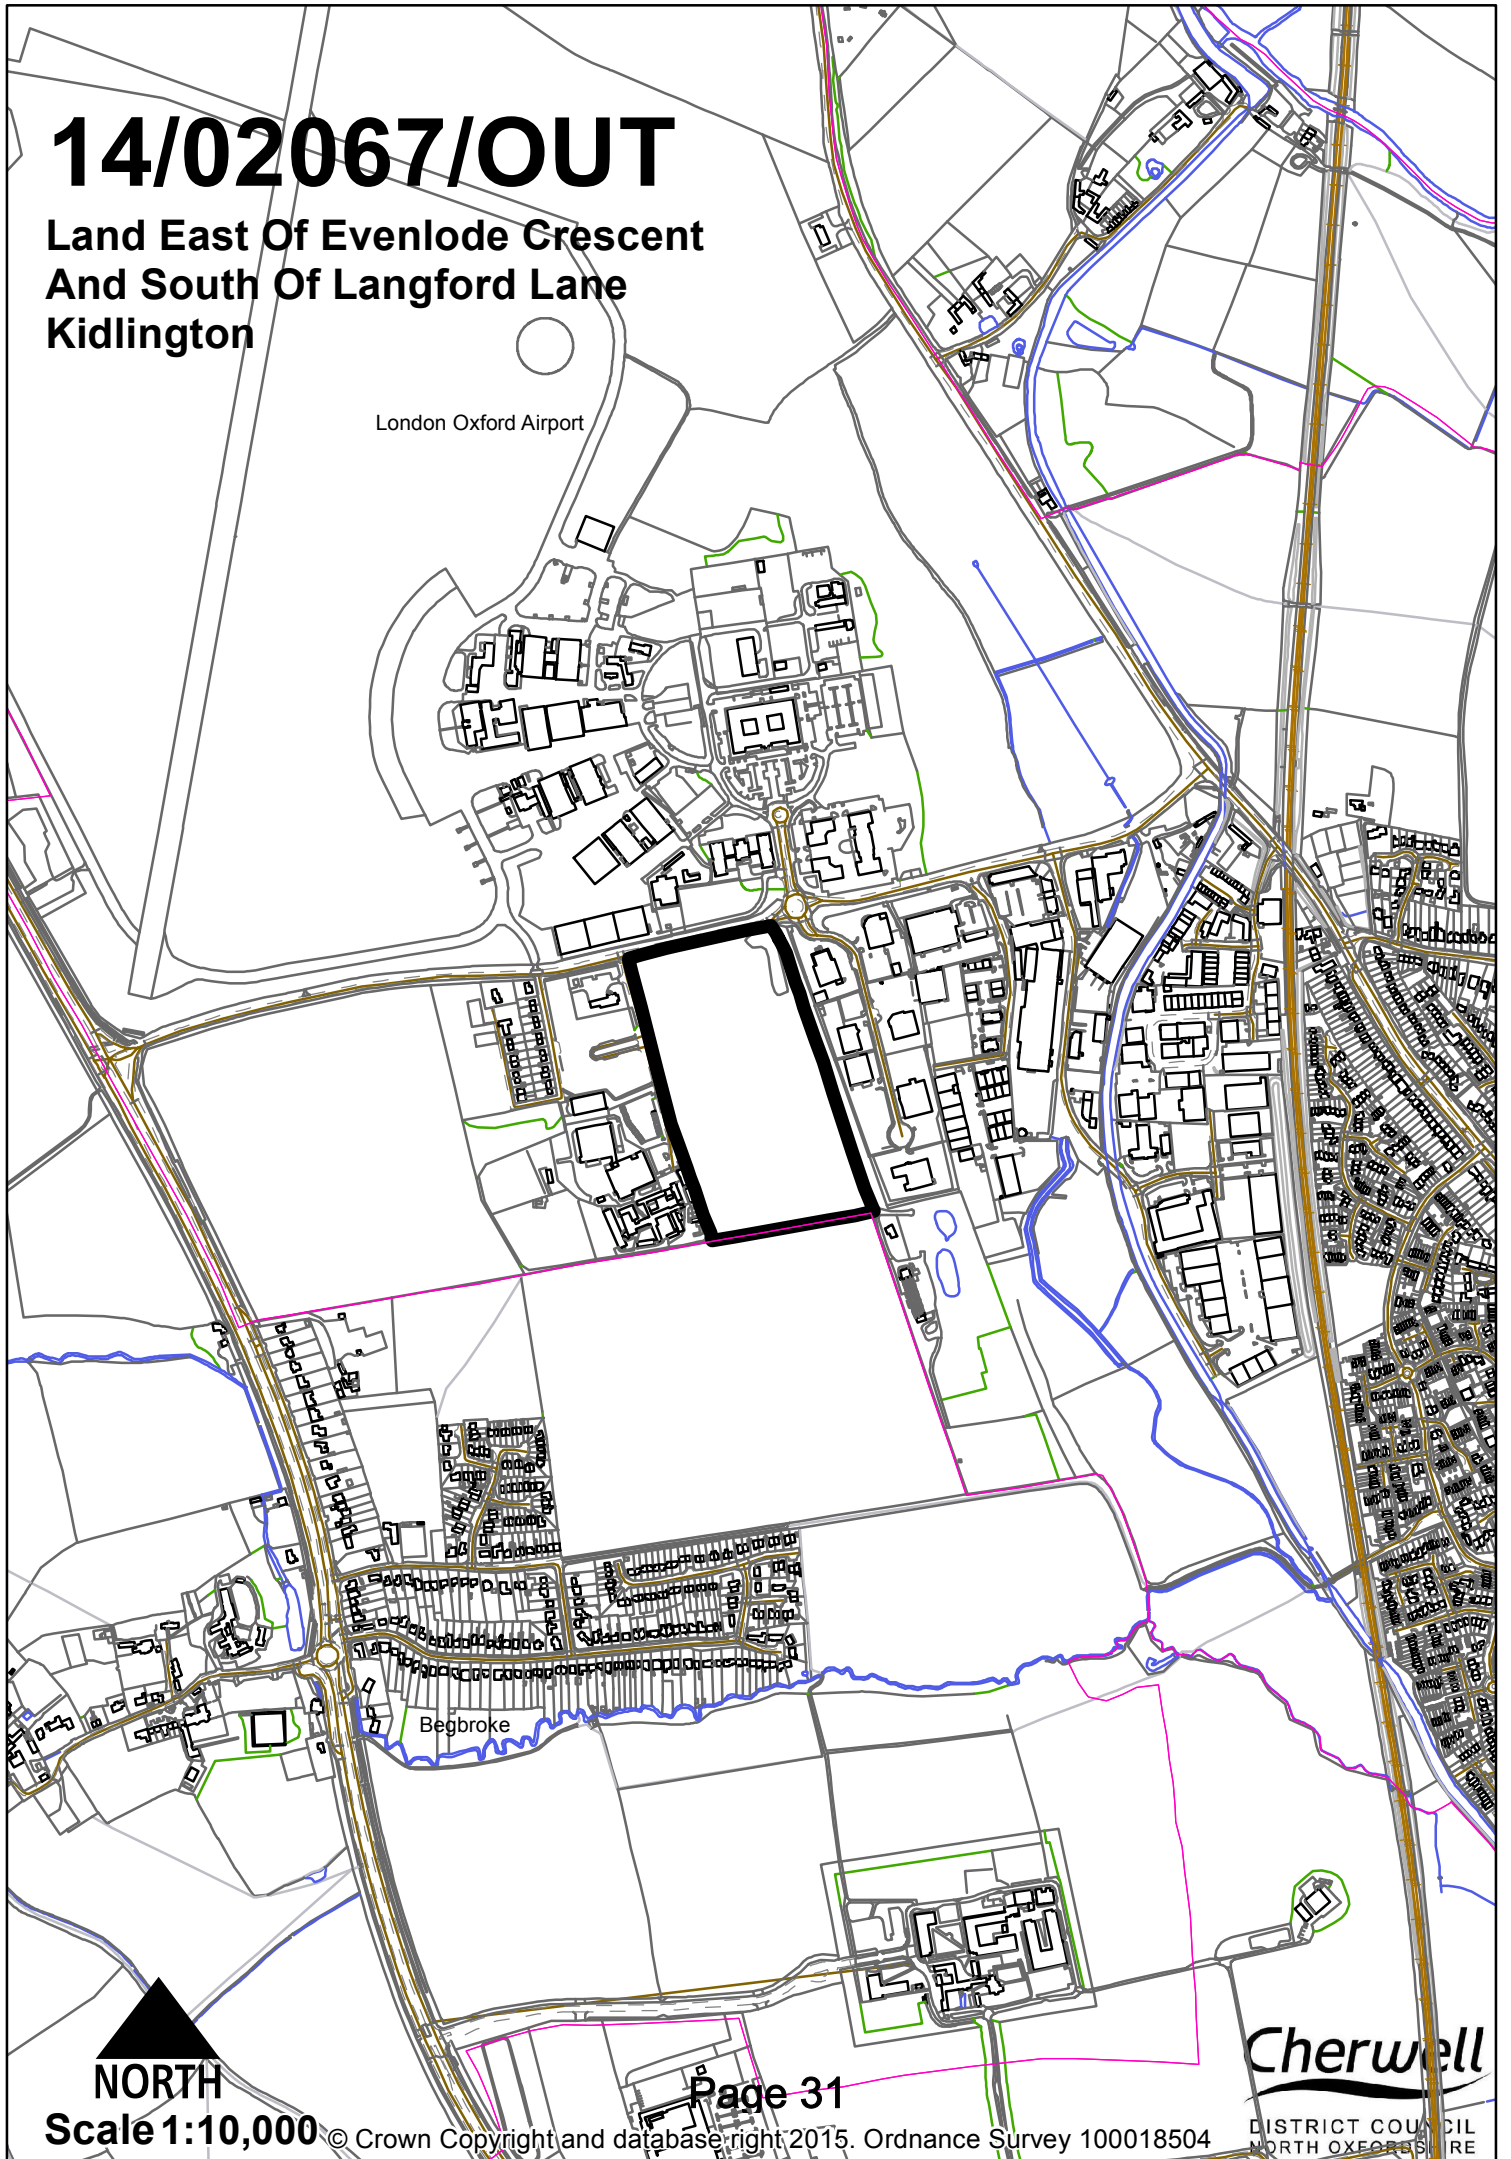 14/02067/OUT
Land East Of Evenlode Crescent
And South Of Langford Lane
Kidlington
London Oxford Airport
Begbroke
NORTH
Scale 1:10,000
Page 31
© Crown Copyright and database right 2015. Ordnance Survey 100018504
Cherwell
DISTRICT COUNCIL
NORTH OXFORDSHIRE